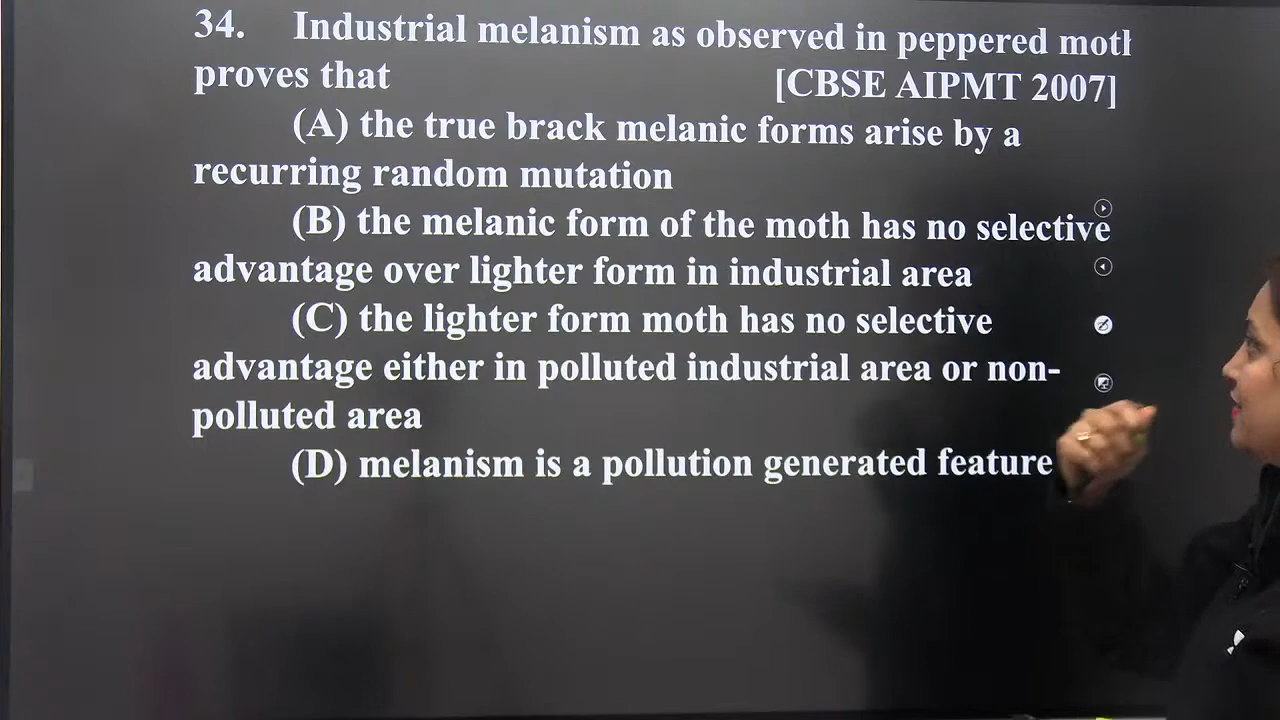 34. Industrial melanism as observed in peppered moth
proves that [CBSE AIPMT 2007]
(A) the true brack melanic forms arise by a
recurring random mutation
(B) the melanic form of the moth has no selective
advantage over lighter form in industrial area
(C) the lighter form moth has no selective
advantage either in polluted industrial area or non-
polluted area
(D) melanism is a pollution generated feature